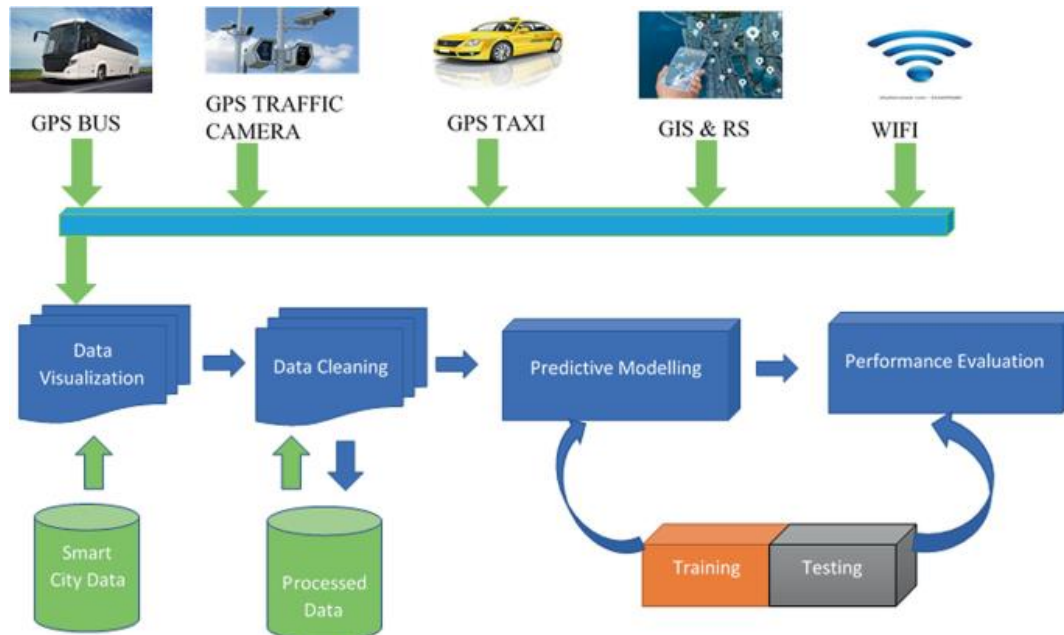 GPS BUS
GPS TRAFFIC
CAMERA
GPS TAXI
GIS & RS
WIFI
Data
Visualization
Data Cleaning
Predictive Modelling
Performance Evaluation
Smart
City Data
Processed
Data
Training
Testing